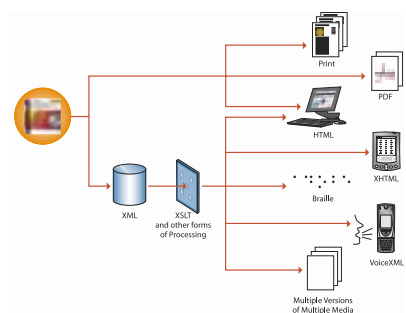 Print
PDF
HTML
XHTML
XML
XSLT
and other forms
of Processing
Braille
VoiceXML
Multiple Versions
of Multiple Media